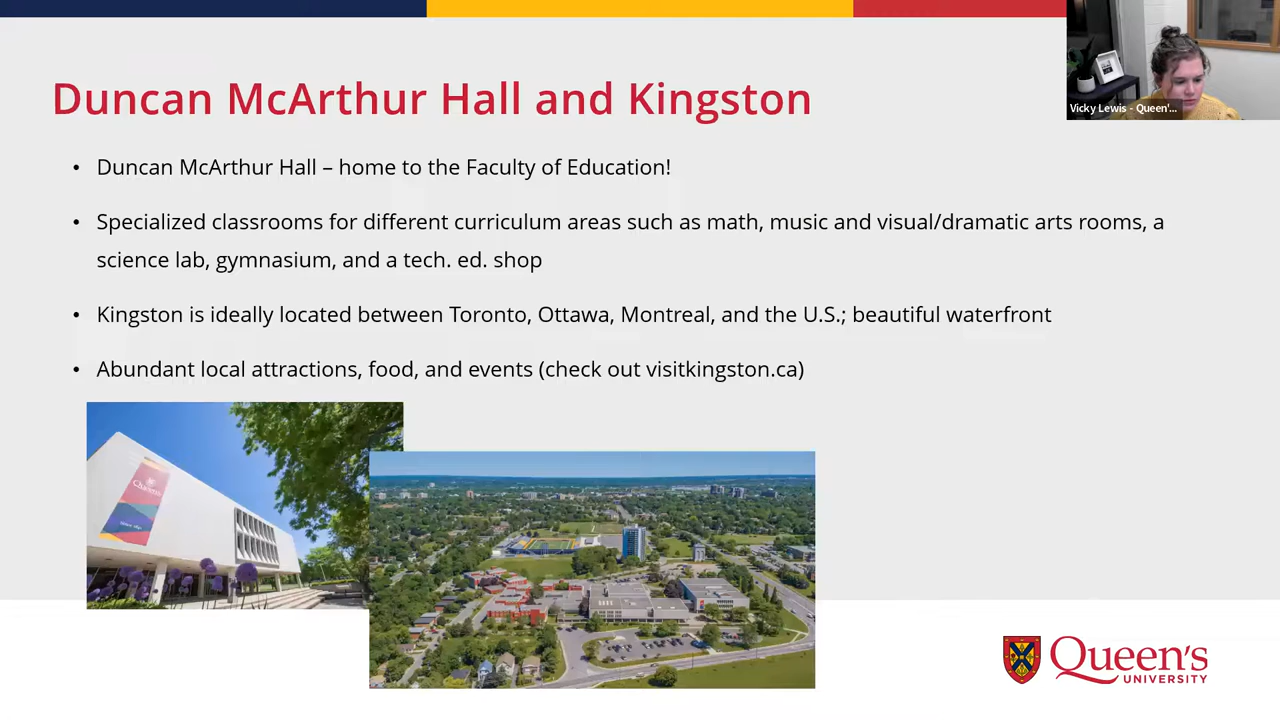 Duncan McArthur Hall and Kingston
Vicky Lewis - Queen'...
• Duncan McArthur Hall – home to the Faculty of Education!
• Specialized classrooms for different curriculum areas such as math, music and visual/dramatic arts rooms, a
science lab, gymnasium, and a tech. ed. shop
• Kingston is ideally located between Toronto, Ottawa, Montreal, and the U.S.; beautiful waterfront
• Abundant local attractions, food, and events (check out visitkingston.ca)
Queen's
Queen's
UNIVERSITY